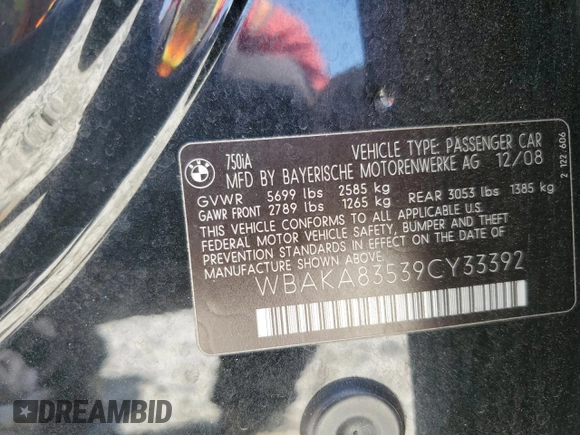 BMW
750iA VEHICLE TYPE: PASSENGER CAR
MFD BY BAYERISCHE MOTORENWERKE AG 12/08
GVWR 5699 lbs 2585 kg
GAWR FRONT 2789 lbs 1265 kg REAR 3053 lbs 1385 kg
THIS VEHICLE CONFORMS TO ALL APPLICABLE U.S.
FEDERAL MOTOR VEHICLE SAFETY, BUMPER AND THEFT
PREVENTION STANDARDS IN EFFECT ON THE DATE OF
MANUFACTURE SHOWN ABOVE
WBAKA83539CY33392
2 122 606
DREAMBID